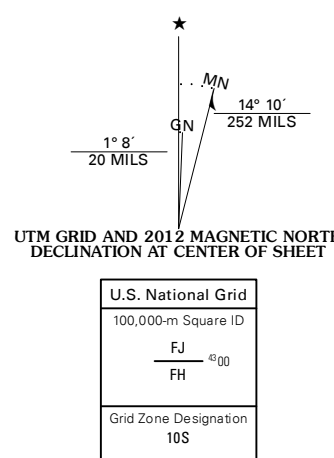 ★
MN
GN
14° 10´
252 MILS
1° 8´
20 MILS
UTM GRID AND 2012 MAGNETIC NORTH
DECLINATION AT CENTER OF SHEET
U.S. National Grid
100,000-m Square ID
FJ
4300
FH
Grid Zone Designation
10S